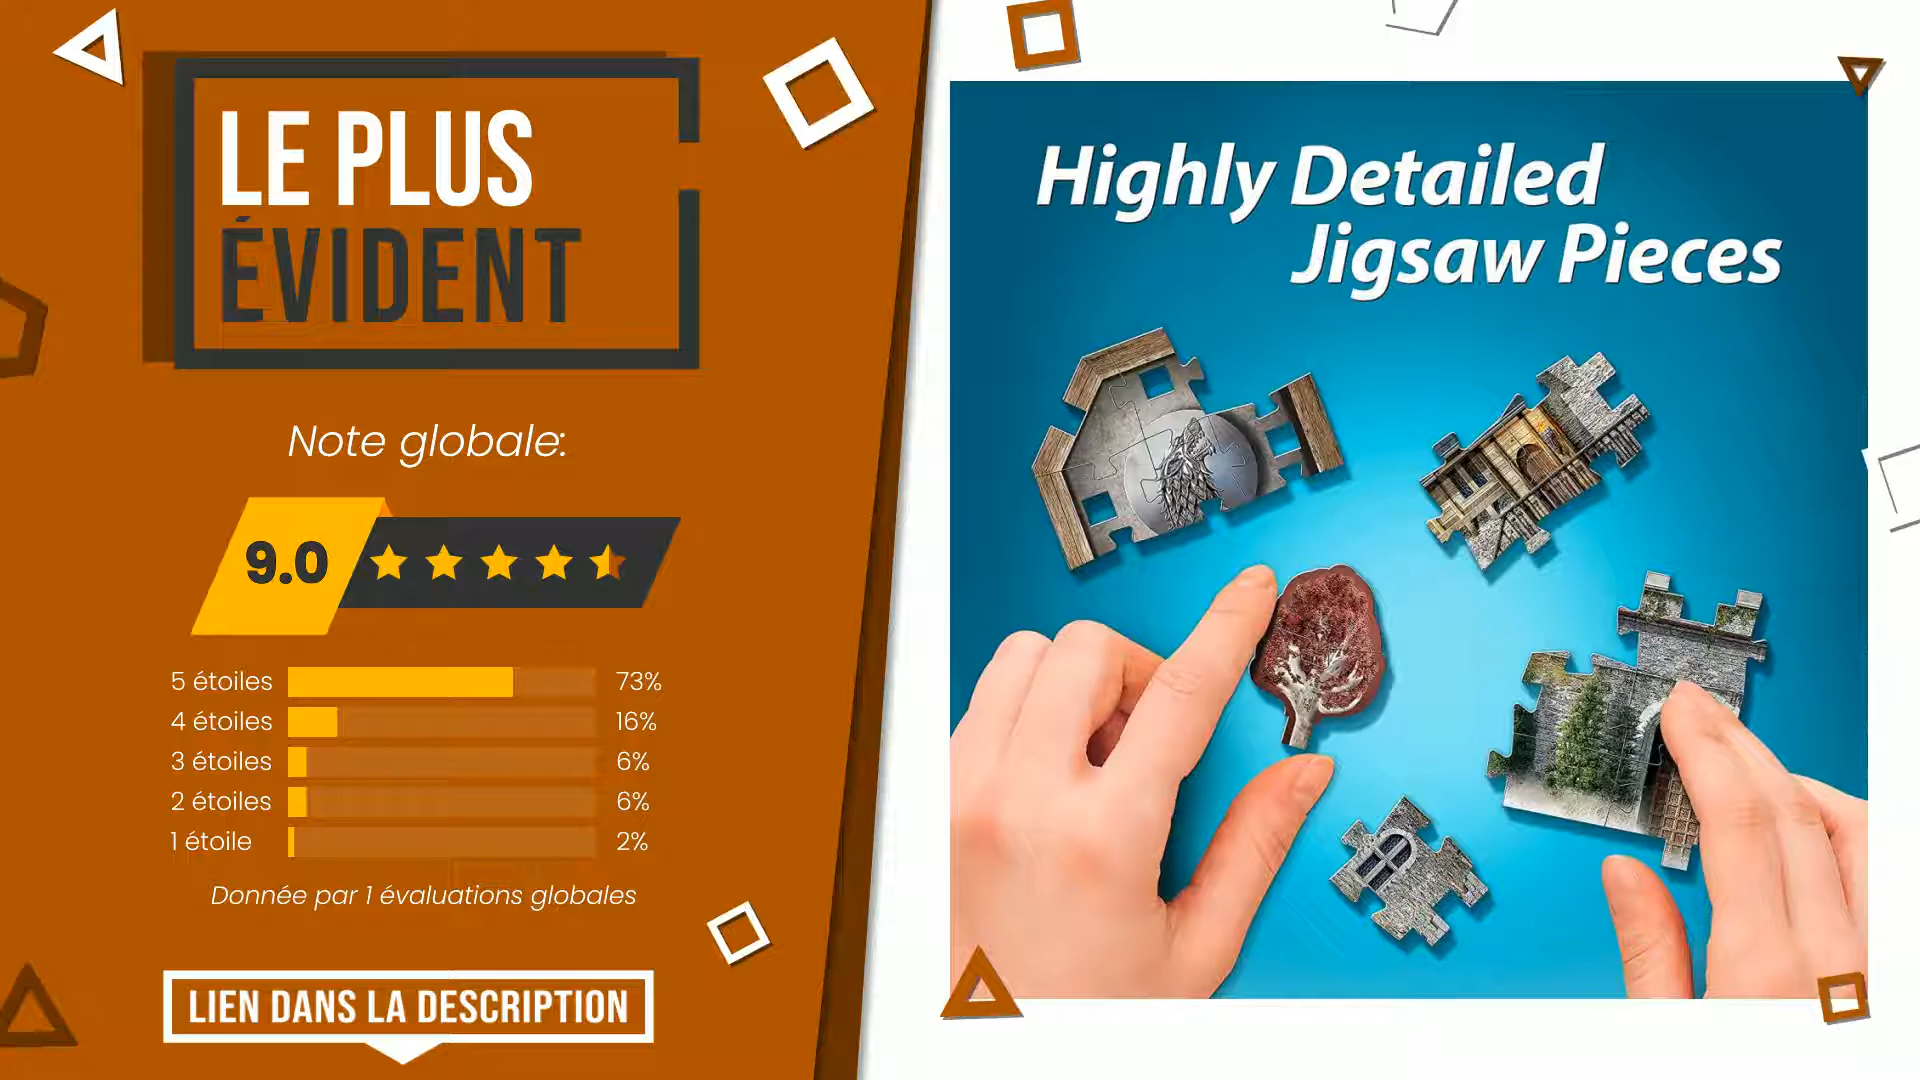 LE PLUS
ÉVIDENT
Note globale:
9.0
5 étoiles 73%
4 étoiles 16%
3 étoiles 6%
2 étoiles 6%
1 étoile 2%
Donnée par 1 évaluations globales
LIEN DANS LA DESCRIPTION
Highly Detailed
Jigsaw Pieces